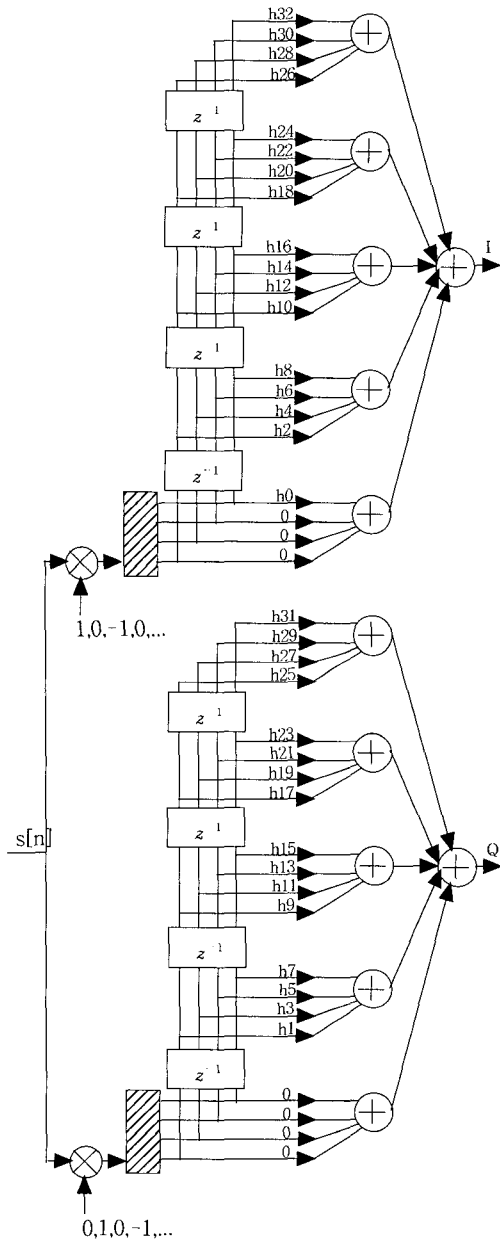 h32
h30
h28
h26
z⁻¹
h24
h22
h20
h18
z⁻¹
h16
h14
I
h12
h10
z⁻¹
h8
h6
h4
h2
z⁻¹
h0
0
0
0
1,0,-1,0,...
h31
h29
h27
h25
z⁻¹
h23
h21
h19
h17
z⁻¹
s[n]
h15
Q
h13
h11
h9
z⁻¹
h7
h5
h3
h1
z⁻¹
0
0
0
0
0,1,0,-1,...